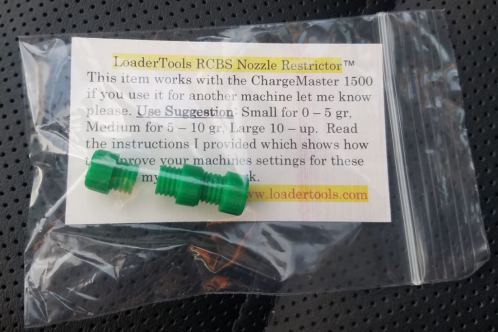 LoaderTools RCBS Nozzle Restrictor™
This item works with the ChargeMaster 1500
if you use it for another machine let me know
please. Use Suggestion: Small for 0 – 5 gr,
Medium for 5 – 10 gr, Large 10 – up. Read
the instructions I provided which shows how
improve your machines settings for these
my
www.loadertools.com